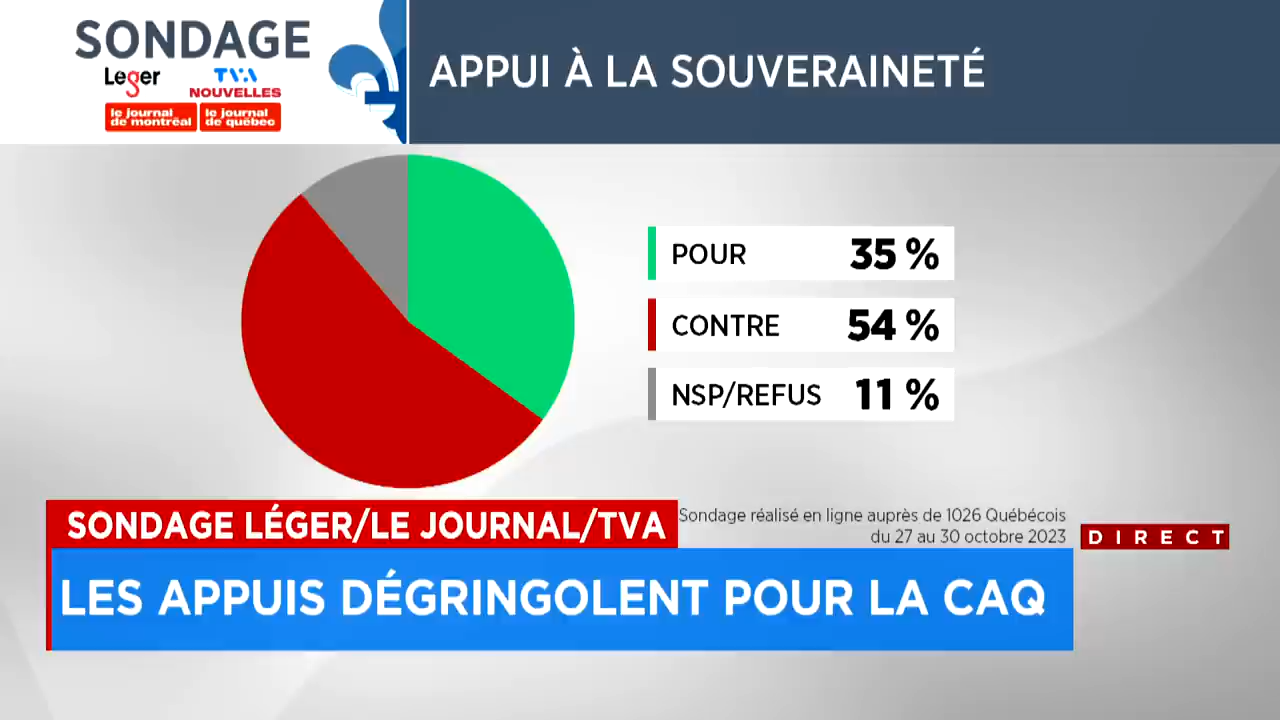 SONDAGE
Leger
TVA
NOUVELLES
le journal
de montréal
le journal
de québec
APPUI À LA SOUVERAINETÉ
POUR 35 %
CONTRE 54 %
NSP/REFUS 11 %
SONDAGE LÉGER/LE JOURNAL/TVA
Sondage réalisé en ligne auprès de 1026 Québécois
du 27 au 30 octobre 2023
DIRECT
LES APPUIS DÉGRINGOLENT POUR LA CAQ